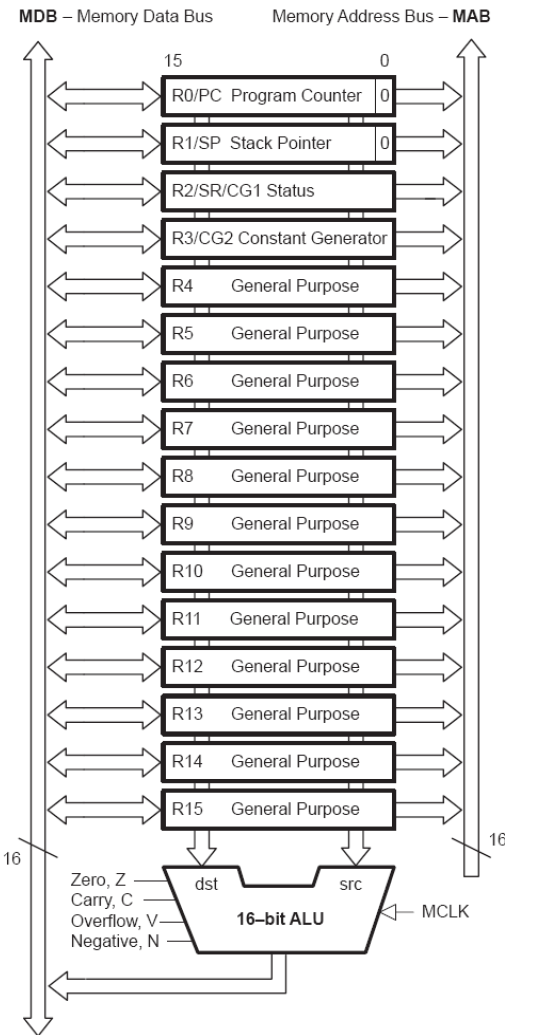 MDB – Memory Data Bus Memory Address Bus – MAB
15 0
R0/PC Program Counter 0
R1/SP Stack Pointer 0
R2/SR/CG1 Status
R3/CG2 Constant Generator
R4 General Purpose
R5 General Purpose
R6 General Purpose
R7 General Purpose
R8 General Purpose
R9 General Purpose
R10 General Purpose
R11 General Purpose
R12 General Purpose
R13 General Purpose
R14 General Purpose
R15 General Purpose
16 16
Zero, Z dst src
Carry, C
Overflow, V 16–bit ALU MCLK
Negative, N